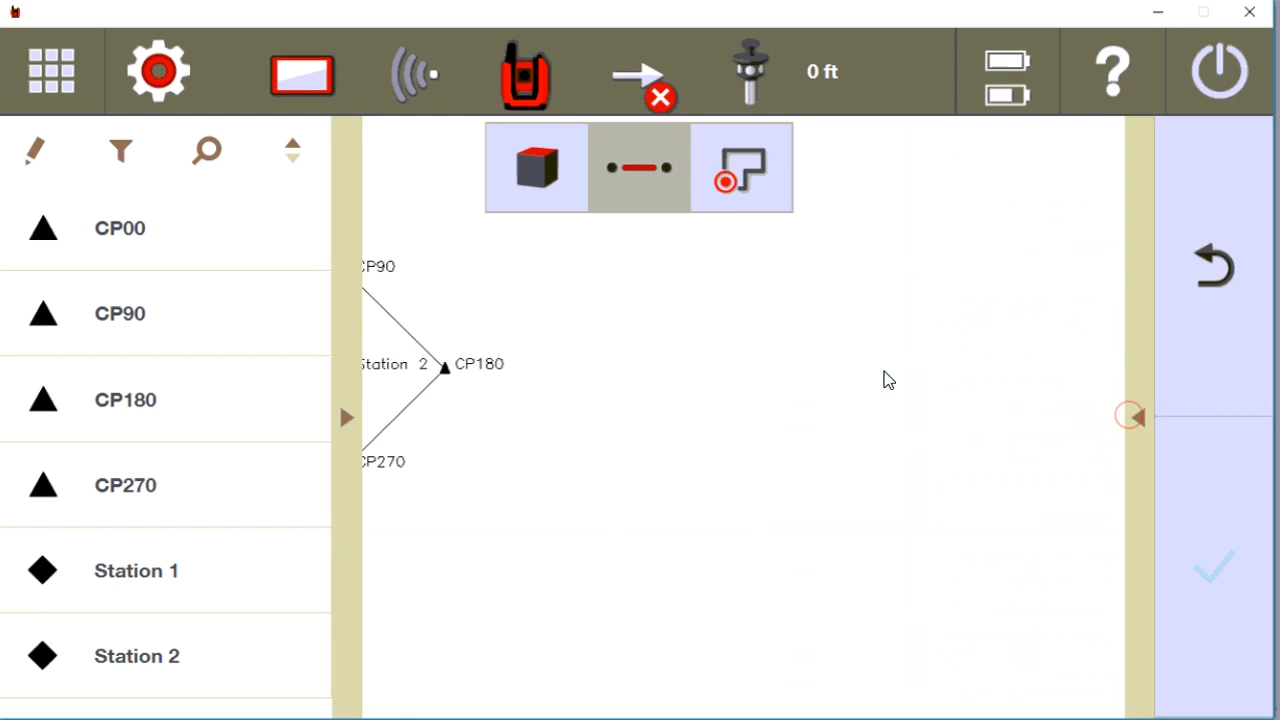 0 ft
CP00
CP90
CP180
CP270
Station 1
Station 2
CP90
Station 2
CP180
CP270